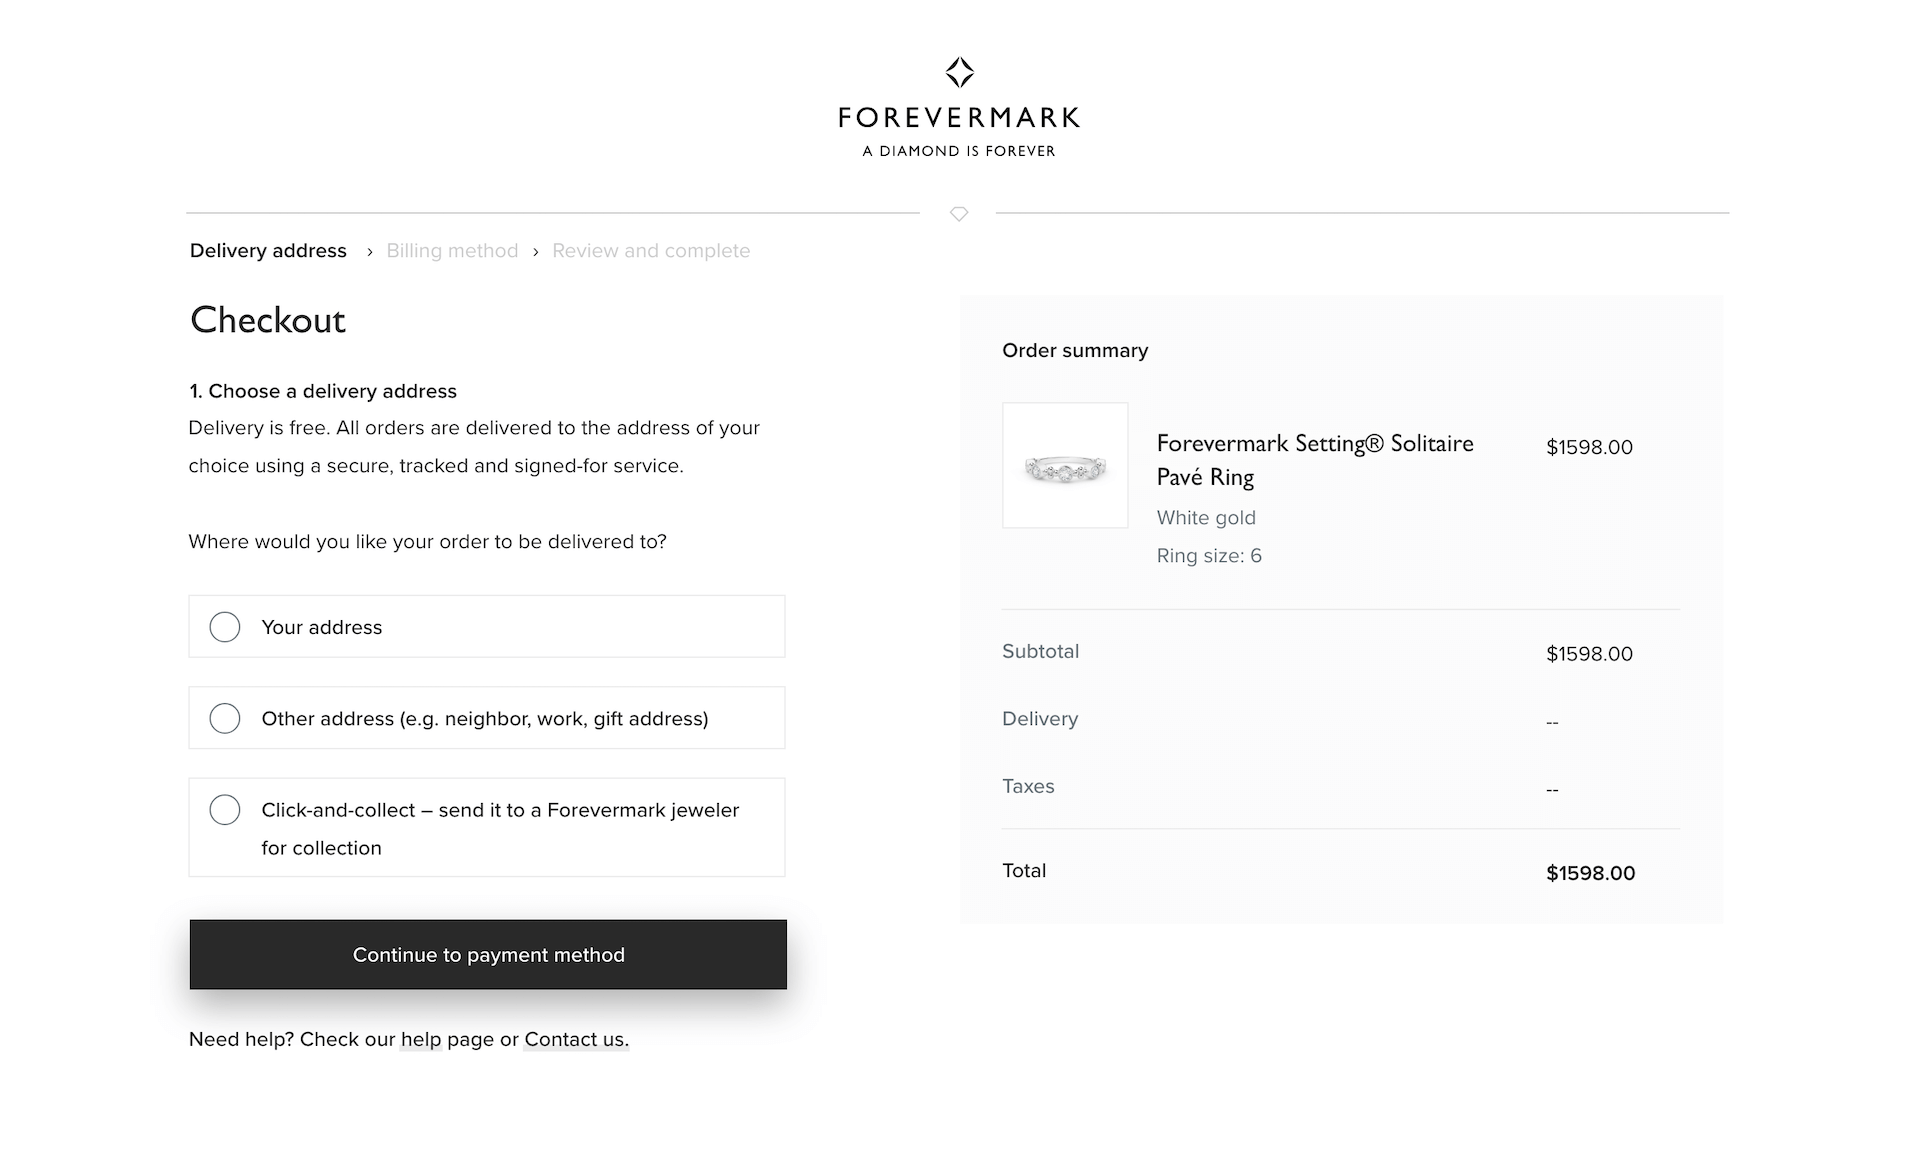 FOREVERMARK
A DIAMOND IS FOREVER
Delivery address › Billing method › Review and complete
Checkout
1. Choose a delivery address
Delivery is free. All orders are delivered to the address of your
choice using a secure, tracked and signed-for service.
Where would you like your order to be delivered to?
Your address
Other address (e.g. neighbor, work, gift address)
Click-and-collect – send it to a Forevermark jeweler
for collection
Continue to payment method
Need help? Check our help page or Contact us.
Order summary
Forevermark Setting® Solitaire
Pavé Ring
$1598.00
White gold
Ring size: 6
Subtotal $1598.00
Delivery --
Taxes --
Total $1598.00